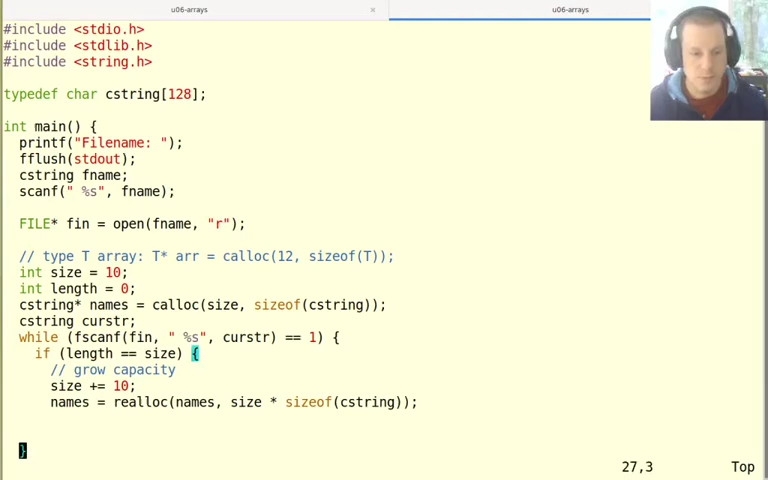 u06-arrays × u06-arrays
#include <stdio.h>
#include <stdlib.h>
#include <string.h>
typedef char cstring[128];
int main() {
printf("Filename: ");
fflush(stdout);
cstring fname;
scanf(" %s", fname);
FILE* fin = open(fname, "r");
// type T array: T* arr = calloc(12, sizeof(T));
int size = 10;
int length = 0;
cstring* names = calloc(size, sizeof(cstring));
cstring curstr;
while (fscanf(fin, " %s", curstr) == 1) {
if (length == size) {
// grow capacity
size += 10;
names = realloc(names, size * sizeof(cstring));
}
27,3 Top